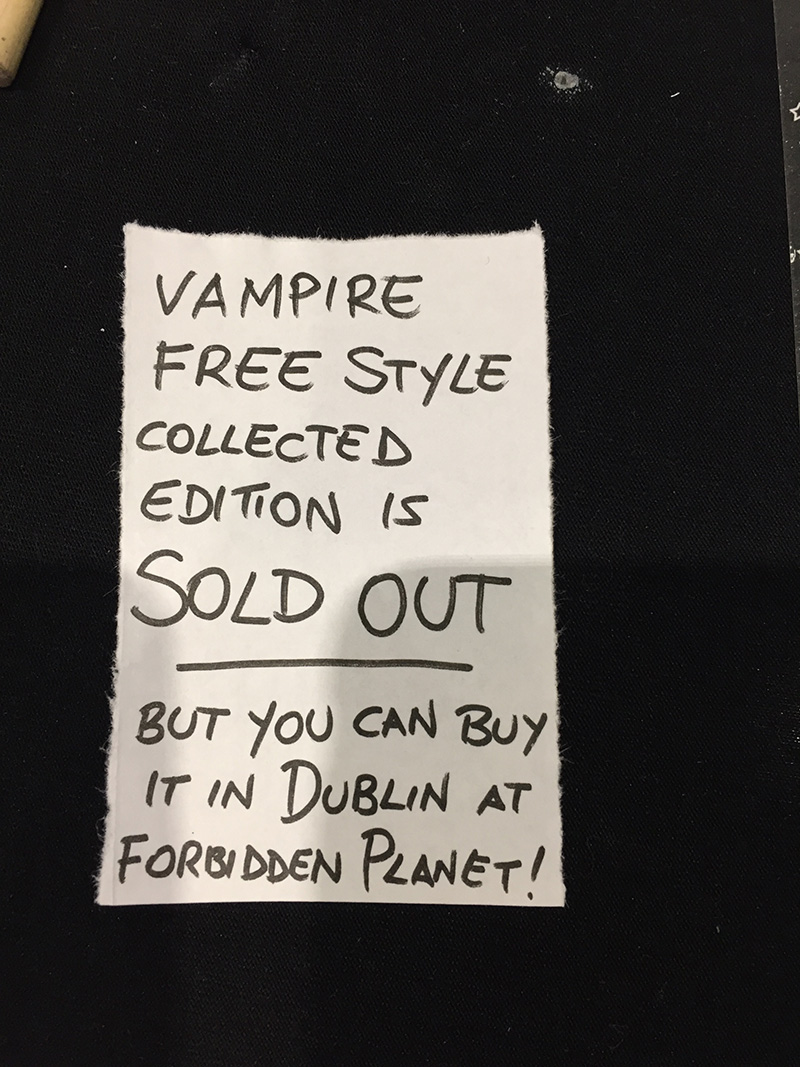 VAMPIRE
FREE STYLE
COLLECTED
EDITION IS
SOLD OUT
BUT YOU CAN BUY
IT IN DUBLIN AT
FORBIDDEN PLANET!